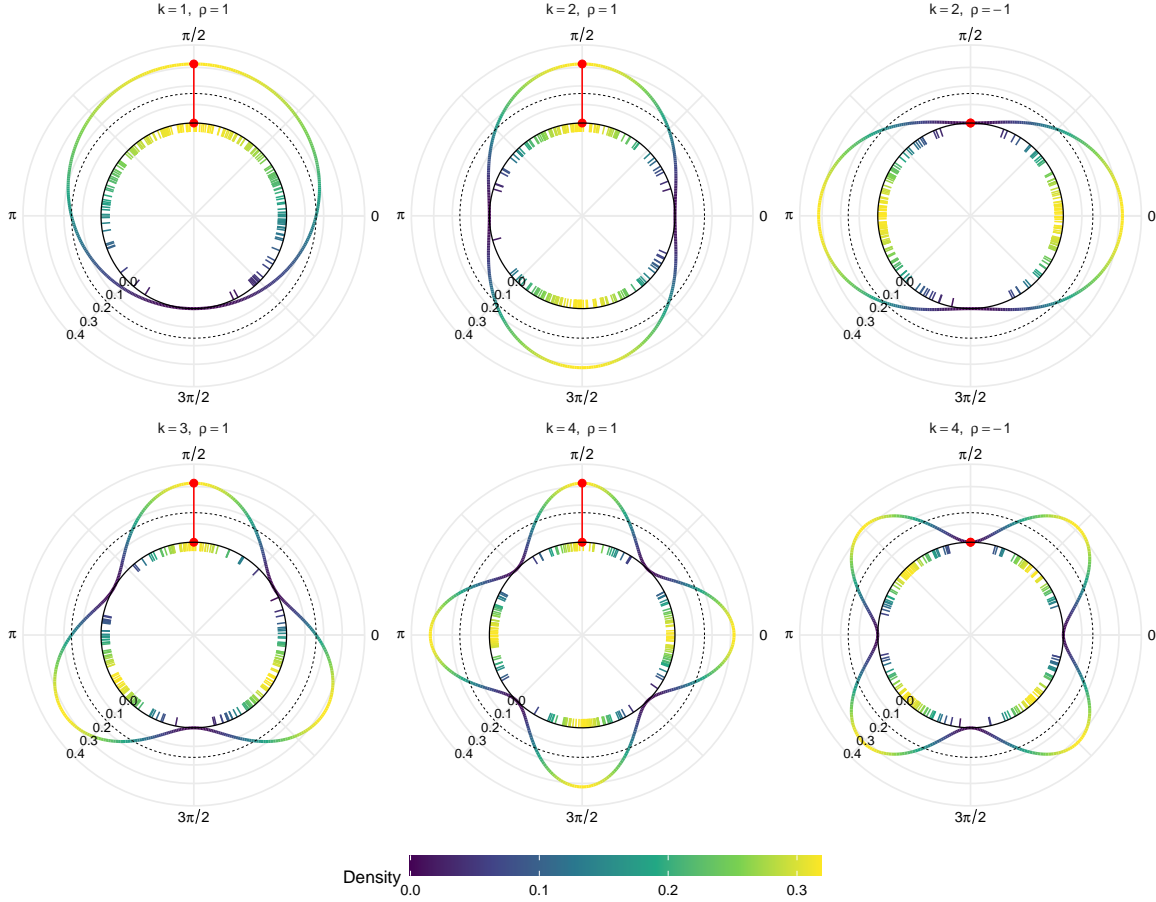 k = 1, ρ = 1
π/2
π
0
0.0
0.1
0.2
0.3
0.4
3π/2
k = 2, ρ = 1
π/2
π
0
0.0
0.1
0.2
0.3
0.4
3π/2
k = 2, ρ = −1
π/2
π
0
0.0
0.1
0.2
0.3
0.4
3π/2
k = 3, ρ = 1
π/2
π
0
0.0
0.1
0.2
0.3
0.4
3π/2
k = 4, ρ = 1
π/2
π
0
0.0
0.1
0.2
0.3
0.4
3π/2
k = 4, ρ = −1
π/2
π
0
0.0
0.1
0.2
0.3
0.4
3π/2
Density
0.0 0.1 0.2 0.3